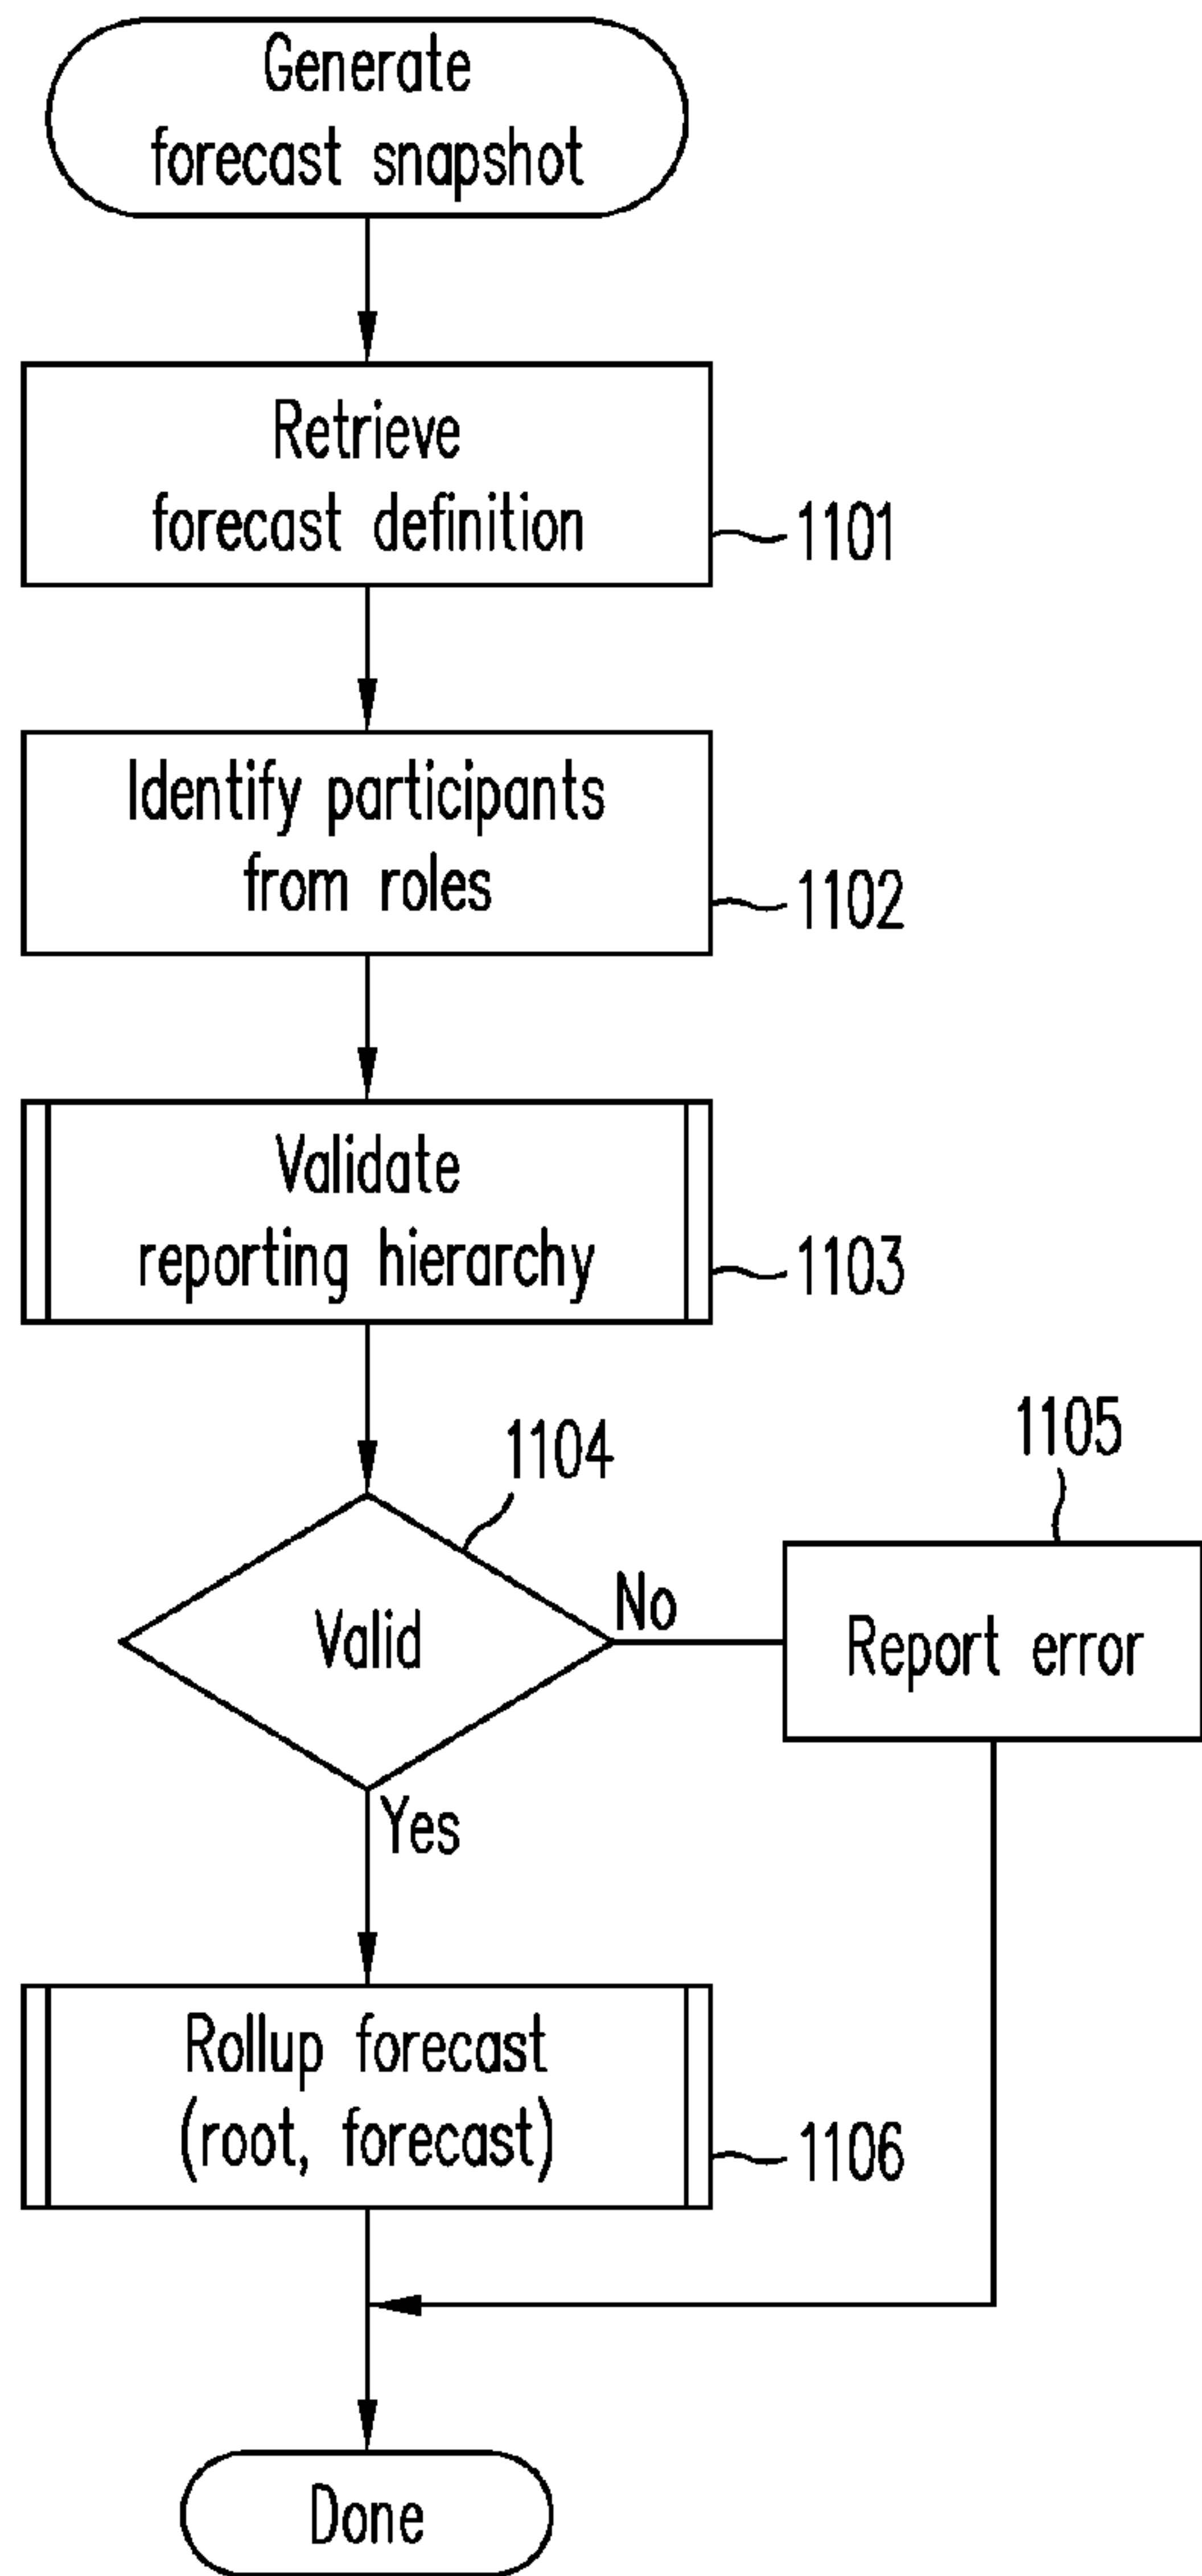 Generate
forecast snapshot
Retrieve
forecast definition
1101
Identify participants
from roles
1102
Validate
reporting hierarchy
1103
1104
1105
Valid
No
Report error
Yes
Rollup forecast
(root, forecast)
1106
Done